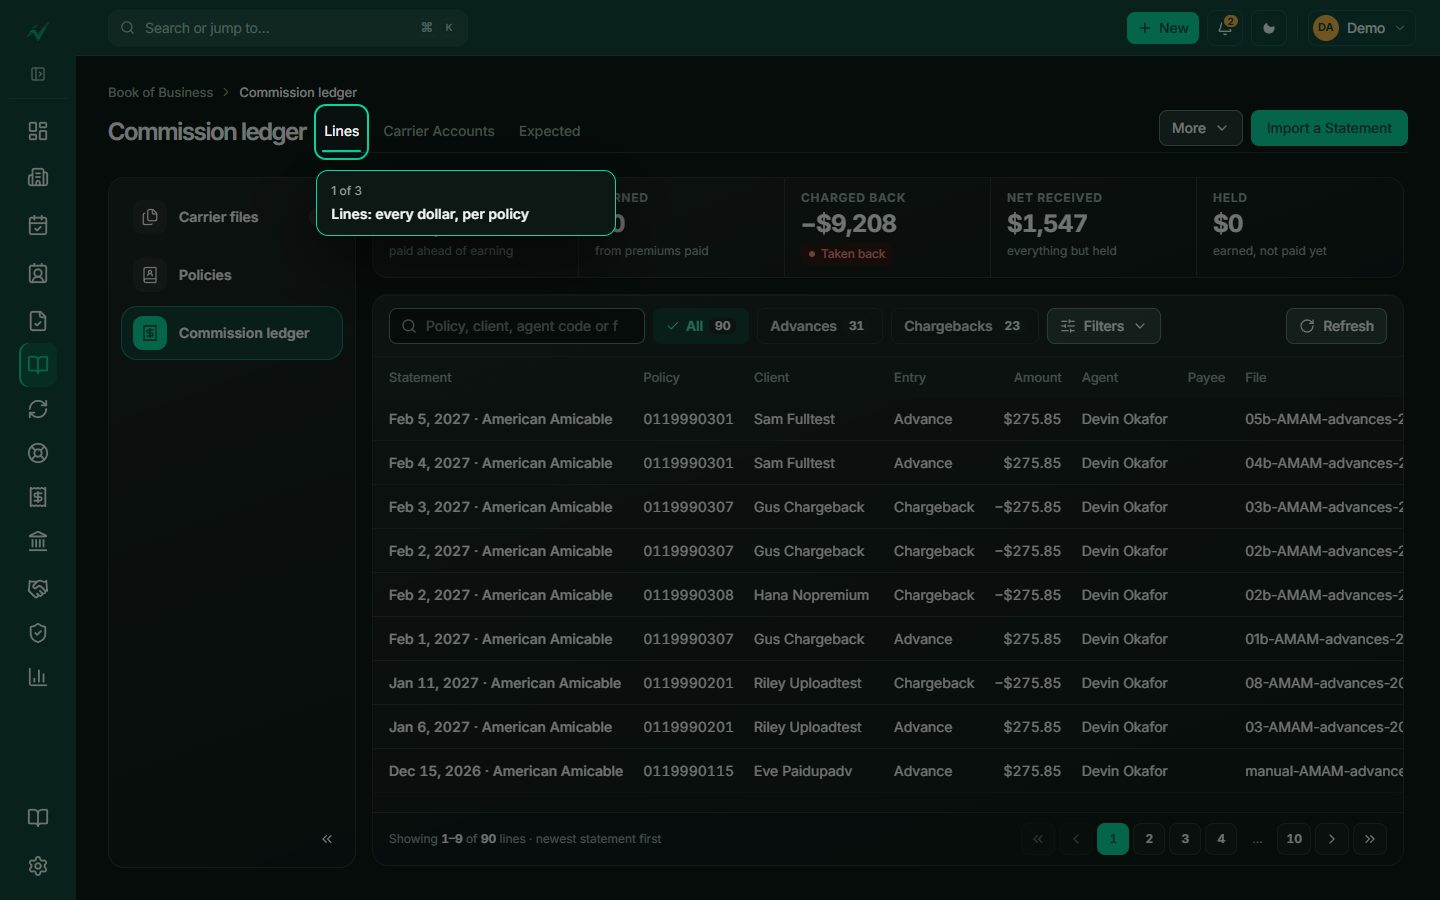 Search or jump to...
⌘ K
New
2
DA
Demo
Book of Business > Commission ledger
Commission ledger
Lines
Carrier Accounts
Expected
More
Import a Statement
1 of 3
Lines: every dollar, per policy
Carrier files
Policies
Commission ledger
paid ahead of earning
from premiums paid
CHARGED BACK
−$9,208
Taken back
NET RECEIVED
$1,547
everything but held
HELD
$0
earned, not paid yet
Policy, client, agent code or f
All 90
Advances 31
Chargebacks 23
Filters
Refresh
Statement Policy Client Entry Amount Agent Payee File
Feb 5, 2027 · American Amicable 0119990301 Sam Fulltest Advance $275.85 Devin Okafor 05b-AMAM-advances-2
Feb 4, 2027 · American Amicable 0119990301 Sam Fulltest Advance $275.85 Devin Okafor 04b-AMAM-advances-2
Feb 3, 2027 · American Amicable 0119990307 Gus Chargeback Chargeback −$275.85 Devin Okafor 03b-AMAM-advances-2
Feb 2, 2027 · American Amicable 0119990307 Gus Chargeback Chargeback −$275.85 Devin Okafor 02b-AMAM-advances-2
Feb 2, 2027 · American Amicable 0119990308 Hana Nopremium Chargeback −$275.85 Devin Okafor 02b-AMAM-advances-2
Feb 1, 2027 · American Amicable 0119990307 Gus Chargeback Advance $275.85 Devin Okafor 01b-AMAM-advances-2
Jan 11, 2027 · American Amicable 0119990201 Riley Uploadtest Chargeback −$275.85 Devin Okafor 08-AMAM-advances-20
Jan 6, 2027 · American Amicable 0119990201 Riley Uploadtest Advance $275.85 Devin Okafor 03-AMAM-advances-20
Dec 15, 2026 · American Amicable 0119990115 Eve Paidupadv Advance $275.85 Devin Okafor manual-AMAM-advance
Showing 1–9 of 90 lines · newest statement first
« ‹ 1 2 3 4 ... 10 › »